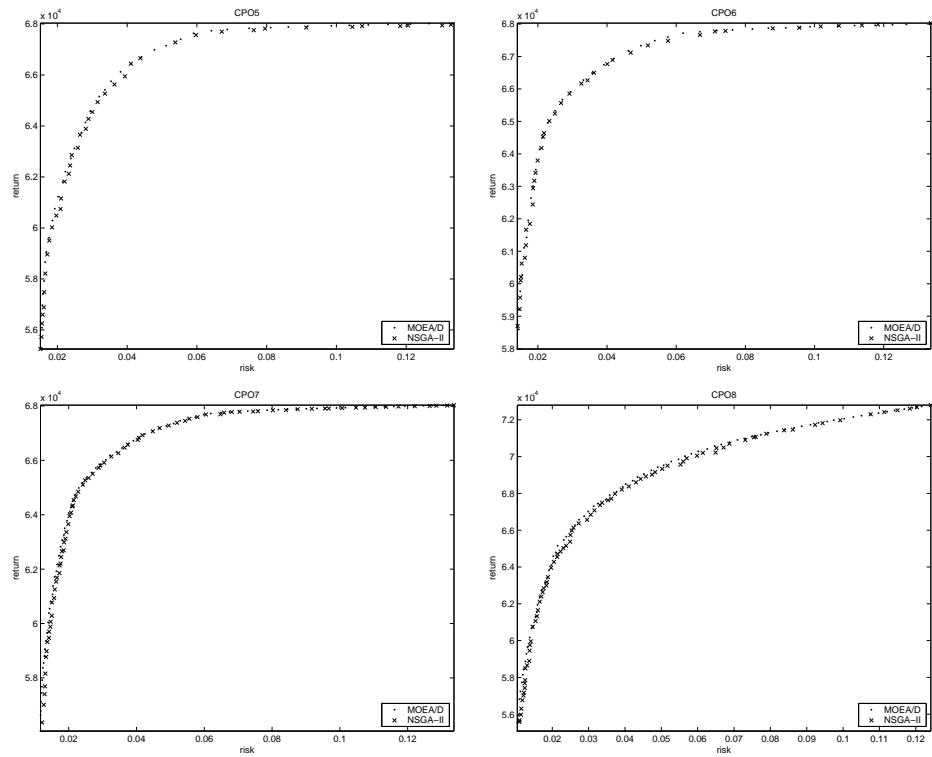 CPO5
x 10^4
6.8
6.6
6.4
6.2
6
5.8
5.6
return
0.02 0.04 0.06 0.08 0.1 0.12
risk
MOEA/D
NSGA-II
CPO6
x 10^4
6.8
6.7
6.6
6.5
6.4
6.3
6.2
6.1
6
5.9
5.8
return
0.02 0.04 0.06 0.08 0.1 0.12
risk
MOEA/D
NSGA-II
CPO7
x 10^4
6.8
6.6
6.4
6.2
6
5.8
return
0.02 0.04 0.06 0.08 0.1 0.12
risk
MOEA/D
NSGA-II
CPO8
x 10^4
7.2
7
6.8
6.6
6.4
6.2
6
5.8
5.6
return
0.02 0.03 0.04 0.05 0.06 0.07 0.08 0.09 0.1 0.11 0.12
risk
MOEA/D
NSGA-II